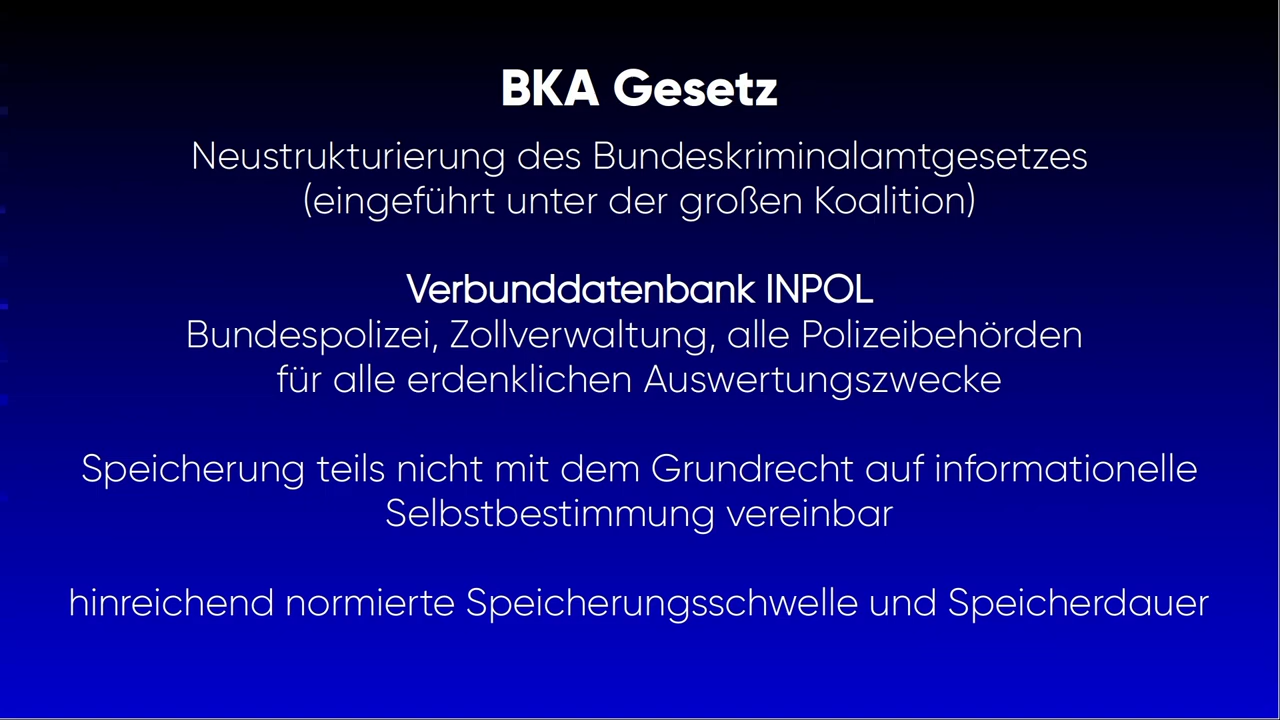 BKA Gesetz
Neustrukturierung des Bundeskriminalamtgesetzes
(eingeführt unter der großen Koalition)
Verbunddatenbank INPOL
Bundespolizei, Zollverwaltung, alle Polizeibehörden
für alle erdenklichen Auswertungszwecke
Speicherung teils nicht mit dem Grundrecht auf informationelle
Selbstbestimmung vereinbar
hinreichend normierte Speicherungsschwelle und Speicherdauer